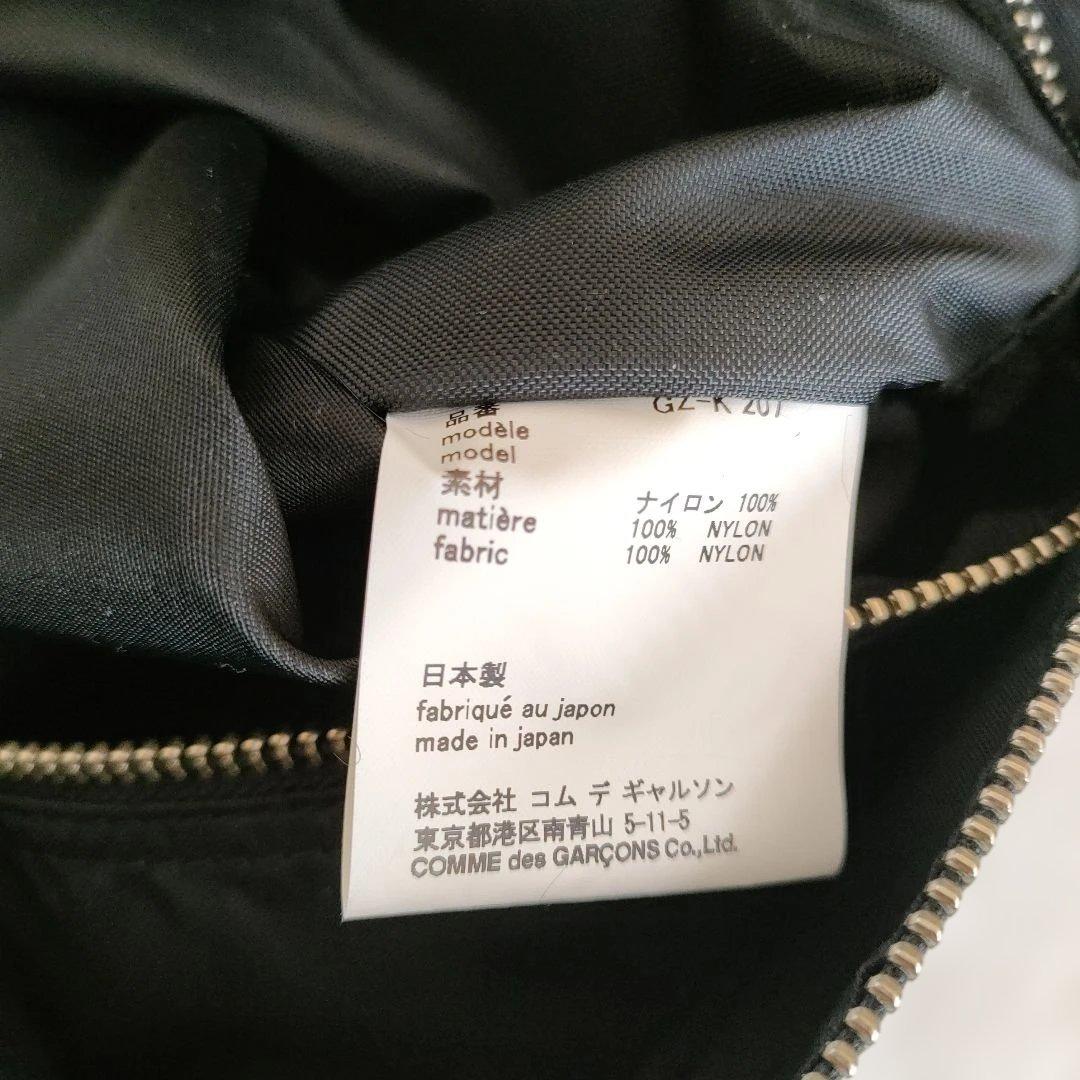 品番 GZ-K 201
modèle
model
素材 ナイロン 100%
matière 100% NYLON
fabric 100% NYLON
日本製
fabriqué au japon
made in japan
株式会社 コム デ ギャルソン
東京都港区南青山 5-11-5
COMME des GARÇONS Co.,Ltd.